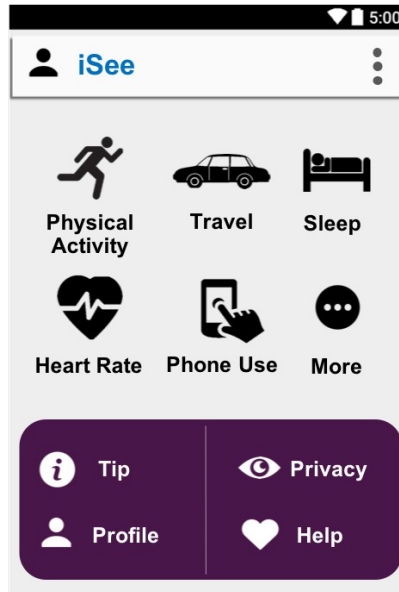 5:00
iSee
Physical
Activity
Travel
Sleep
Heart Rate
Phone Use
More
Tip
Privacy
Profile
Help